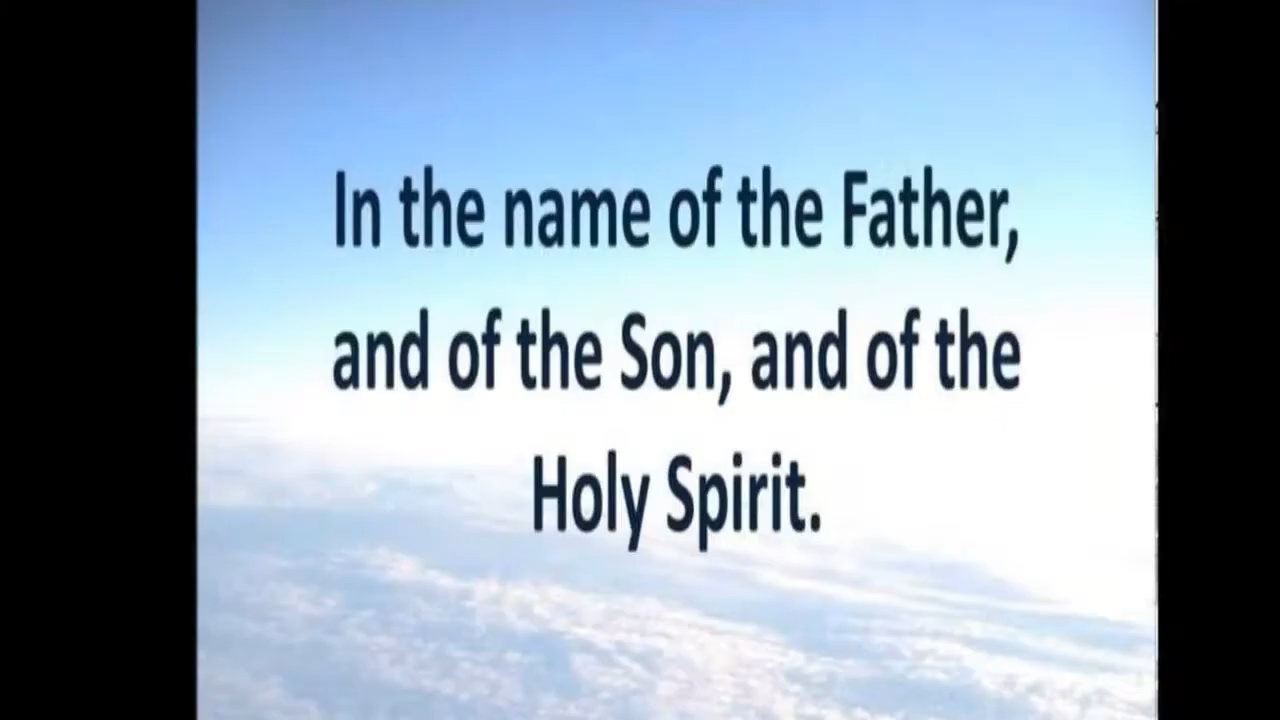 In the name of the Father,
and of the Son, and of the
Holy Spirit.